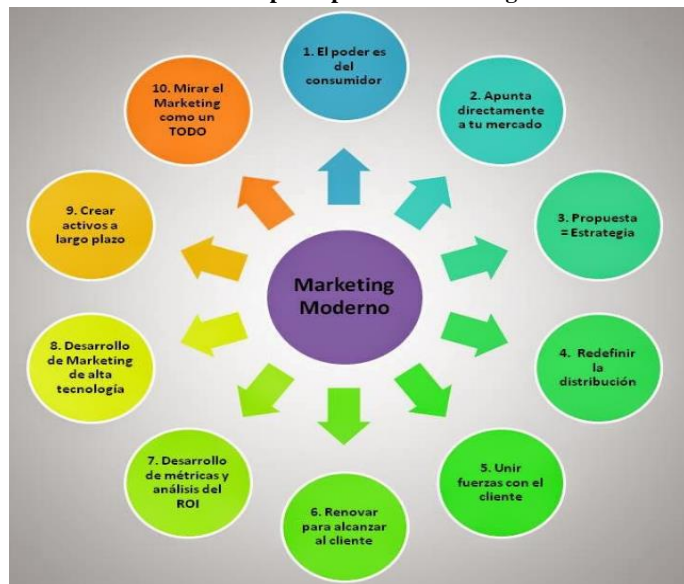 1. El poder es
del
consumidor
2. Apunta
directamente
a tu mercado
3. Propuesta
= Estrategia
4. Redefinir
la
distribución
5. Unir
fuerzas con el
cliente
6. Renovar
para alcanzar
al cliente
7. Desarrollo
de métricas y
análisis del
ROI
8. Desarrollo
de Marketing
de alta
tecnología
9. Crear
activos a
largo plazo
10. Mirar el
Marketing
como un
TODO
Marketing
Moderno